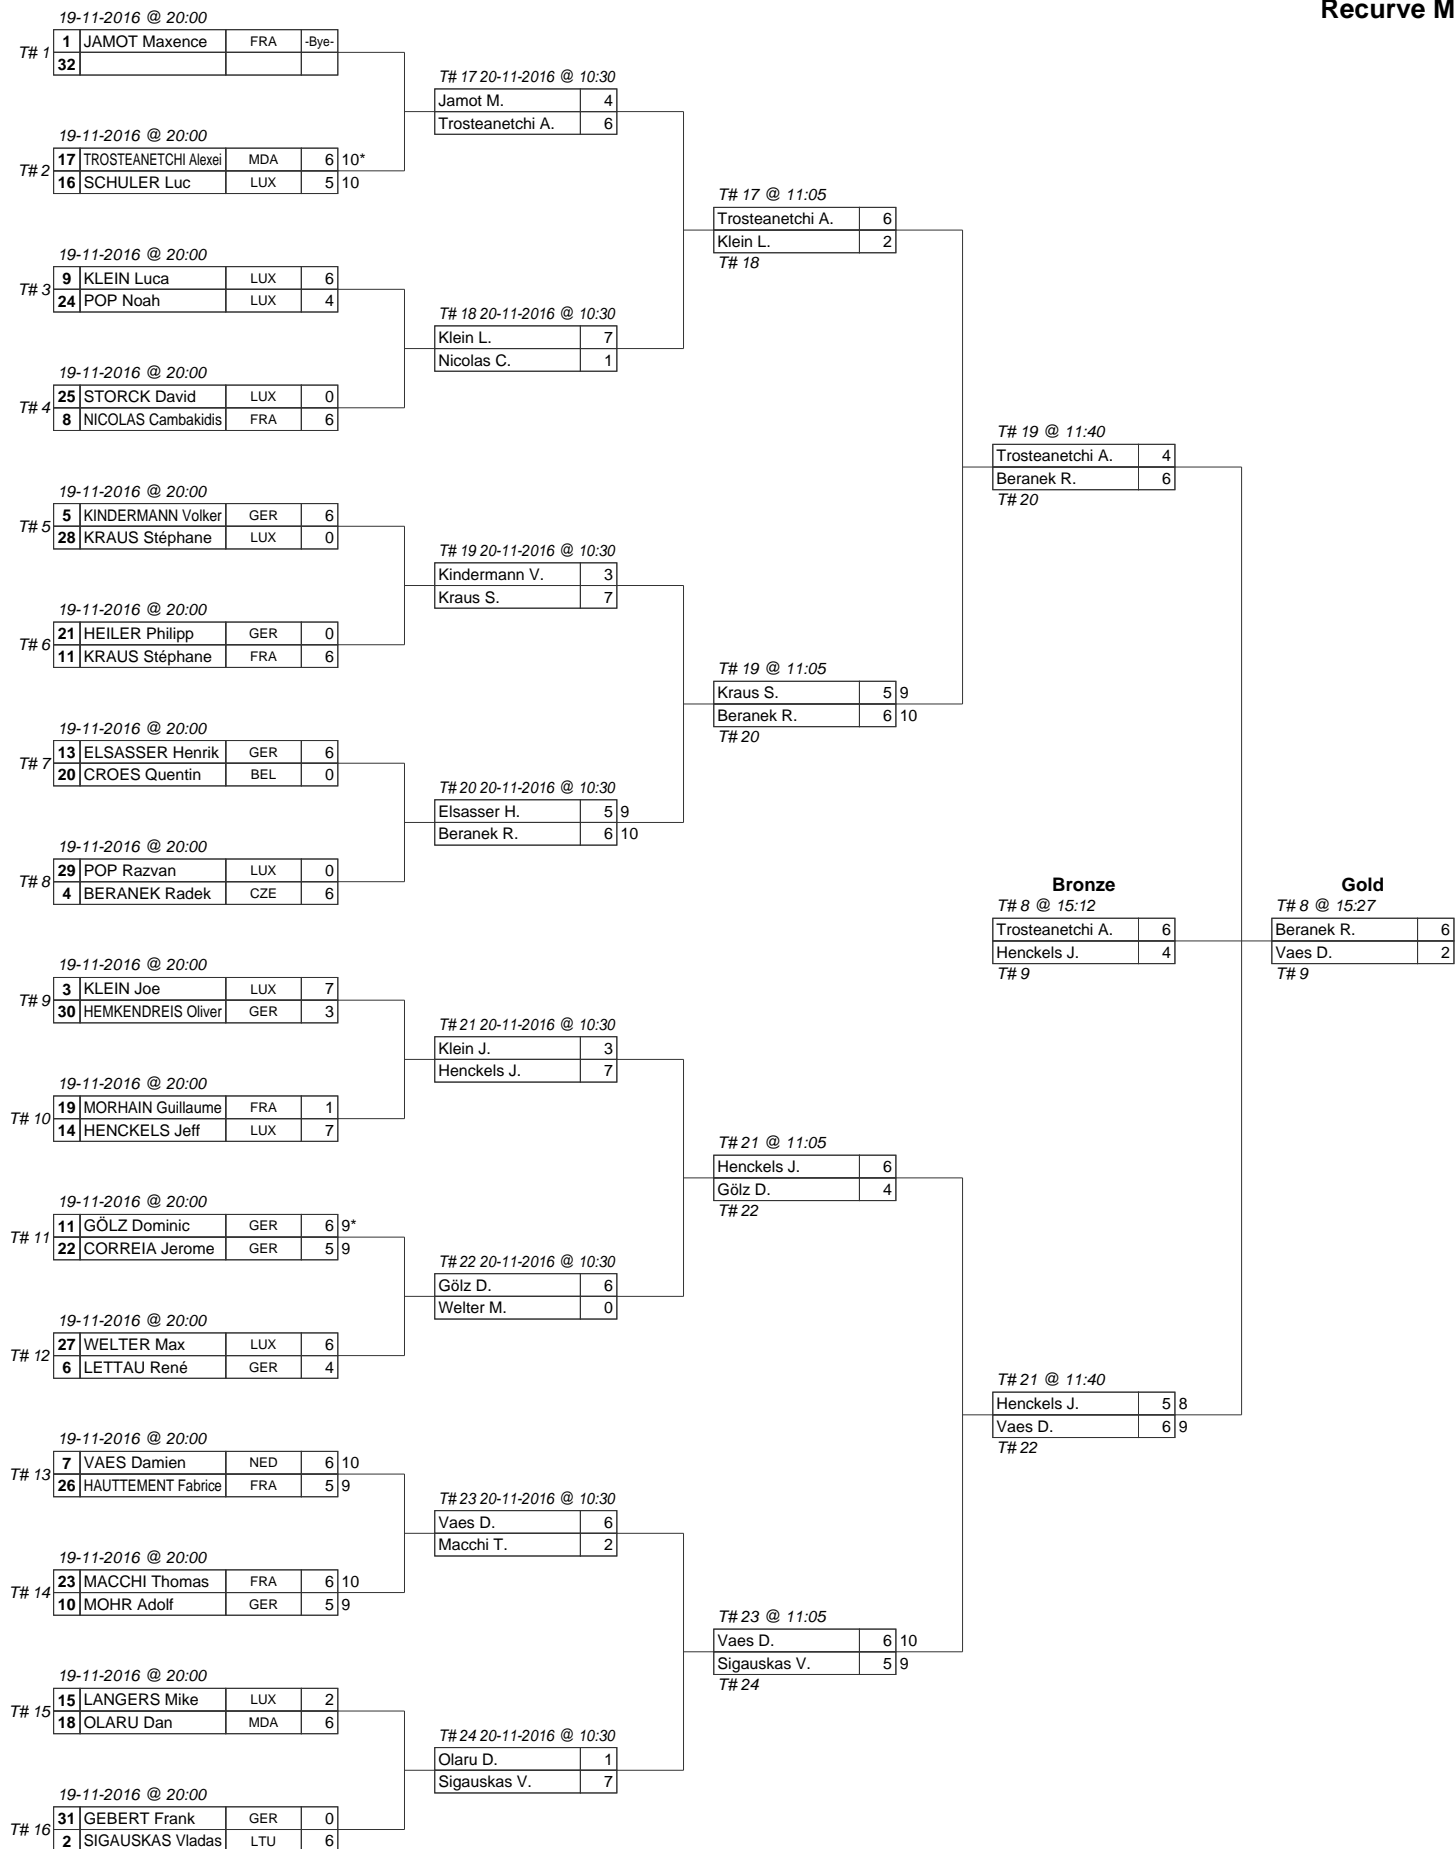 Recurve M
19-11-2016 @ 20:00
T# 1
1 JAMOT Maxence FRA -Bye-
32
T# 17 20-11-2016 @ 10:30
Jamot M. 4
Trosteanetchi A. 6
19-11-2016 @ 20:00
T# 2
17 TROSTEANETCHI Alexei MDA 6 10*
16 SCHULER Luc LUX 5 10
T# 17 @ 11:05
Trosteanetchi A. 6
Klein L. 2
T# 18
19-11-2016 @ 20:00
T# 3
9 KLEIN Luca LUX 6
24 POP Noah LUX 4
T# 18 20-11-2016 @ 10:30
Klein L. 7
Nicolas C. 1
19-11-2016 @ 20:00
T# 4
25 STORCK David LUX 0
8 NICOLAS Cambakidis FRA 6
T# 19 @ 11:40
Trosteanetchi A. 4
Beranek R. 6
T# 20
19-11-2016 @ 20:00
T# 5
5 KINDERMANN Volker GER 6
28 KRAUS Stéphane LUX 0
T# 19 20-11-2016 @ 10:30
Kindermann V. 3
Kraus S. 7
19-11-2016 @ 20:00
T# 6
21 HEILER Philipp GER 0
11 KRAUS Stéphane FRA 6
T# 19 @ 11:05
Kraus S. 5 9
Beranek R. 6 10
T# 20
19-11-2016 @ 20:00
T# 7
13 ELSASSER Henrik GER 6
20 CROES Quentin BEL 0
T# 20 20-11-2016 @ 10:30
Elsasser H. 5 9
Beranek R. 6 10
19-11-2016 @ 20:00
T# 8
29 POP Razvan LUX 0
4 BERANEK Radek CZE 6
Bronze
T# 8 @ 15:12
Trosteanetchi A. 6
Henckels J. 4
T# 9
Gold
T# 8 @ 15:27
Beranek R. 6
Vaes D. 2
T# 9
19-11-2016 @ 20:00
T# 9
3 KLEIN Joe LUX 7
30 HEMKENDREIS Oliver GER 3
T# 21 20-11-2016 @ 10:30
Klein J. 3
Henckels J. 7
19-11-2016 @ 20:00
T# 10
19 MORHAIN Guillaume FRA 1
14 HENCKELS Jeff LUX 7
T# 21 @ 11:05
Henckels J. 6
Gölz D. 4
T# 22
19-11-2016 @ 20:00
T# 11
11 GÖLZ Dominic GER 6 9*
22 CORREIA Jerome GER 5 9
T# 22 20-11-2016 @ 10:30
Gölz D. 6
Welter M. 0
19-11-2016 @ 20:00
T# 12
27 WELTER Max LUX 6
6 LETTAU René GER 4
T# 21 @ 11:40
Henckels J. 5 8
Vaes D. 6 9
T# 22
19-11-2016 @ 20:00
T# 13
7 VAES Damien NED 6 10
26 HAUTTEMENT Fabrice FRA 5 9
T# 23 20-11-2016 @ 10:30
Vaes D. 6
Macchi T. 2
19-11-2016 @ 20:00
T# 14
23 MACCHI Thomas FRA 6 10
10 MOHR Adolf GER 5 9
T# 23 @ 11:05
Vaes D. 6 10
Sigauskas V. 5 9
T# 24
19-11-2016 @ 20:00
T# 15
15 LANGERS Mike LUX 2
18 OLARU Dan MDA 6
T# 24 20-11-2016 @ 10:30
Olaru D. 1
Sigauskas V. 7
19-11-2016 @ 20:00
T# 16
31 GEBERT Frank GER 0
2 SIGAUSKAS Vladas LTU 6